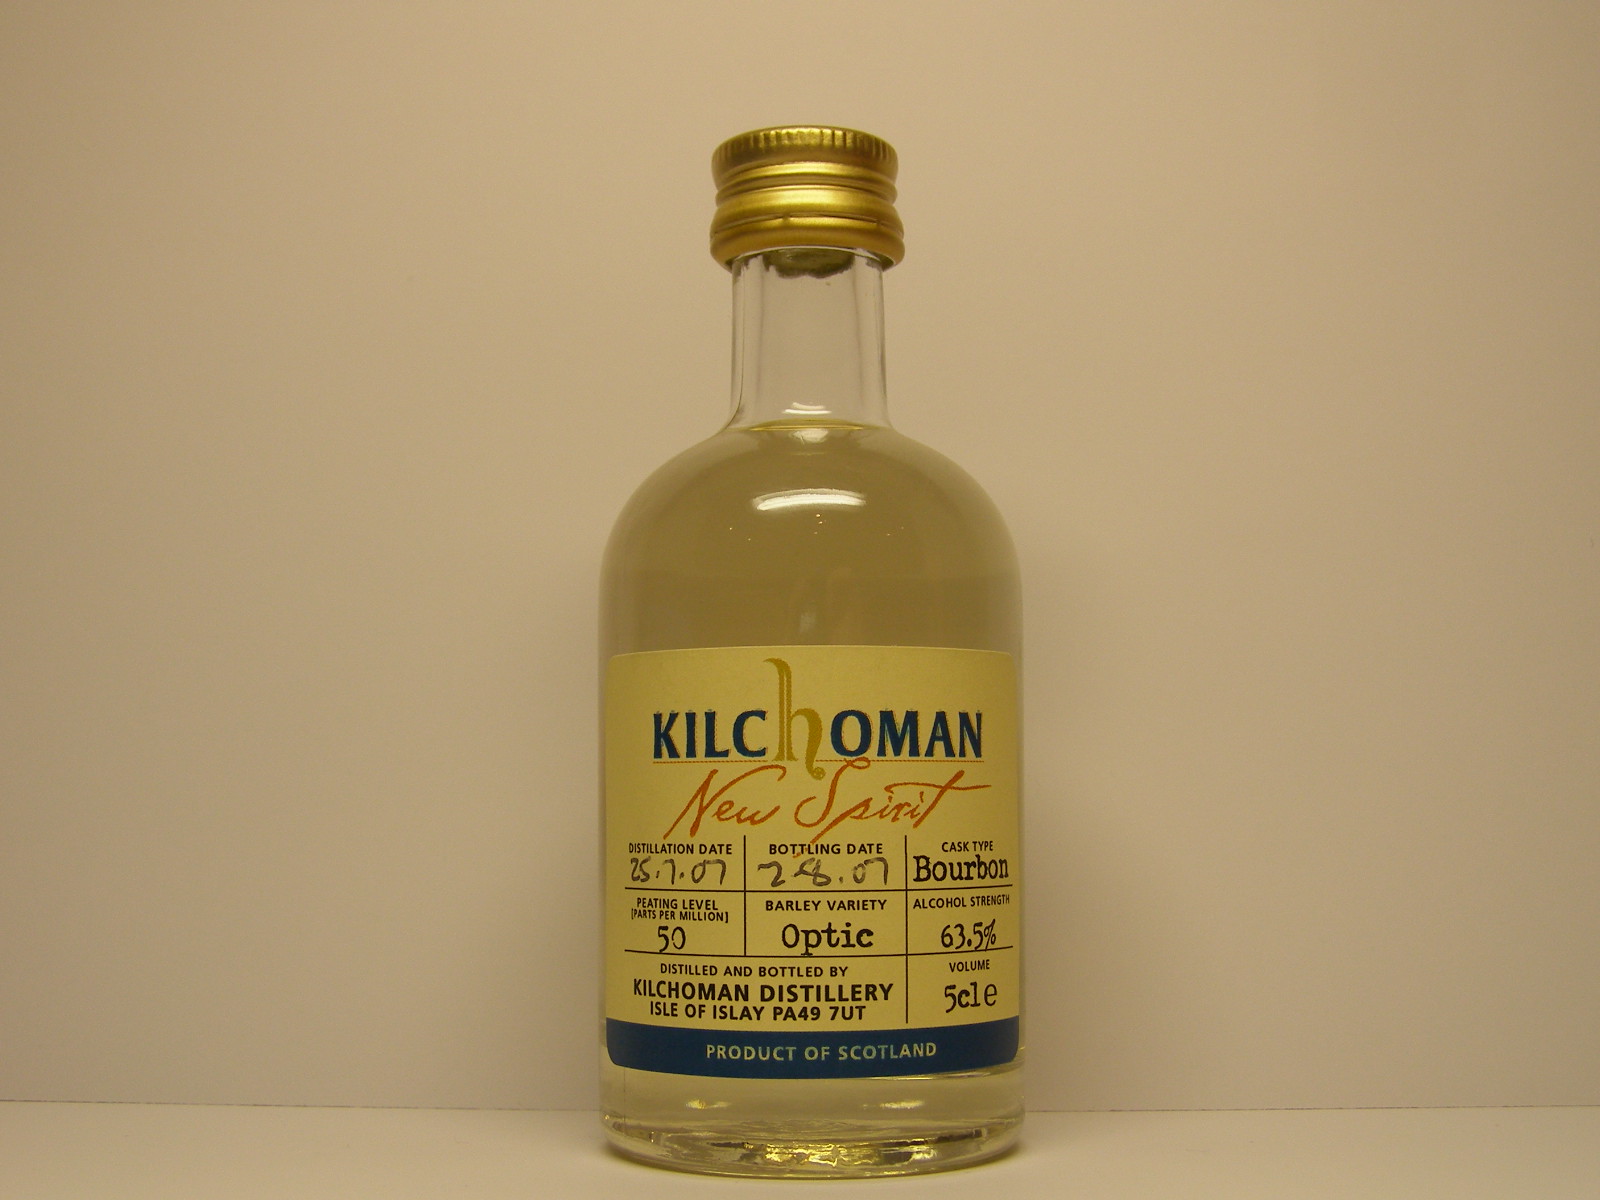 KILCHOMAN
New Spirit
DISTILLATION DATE
25.7.07
BOTTLING DATE
2-8.07
CASK TYPE
Bourbon
PEATING LEVEL
[PARTS PER MILLION]
50
BARLEY VARIETY
Optic
ALCOHOL STRENGTH
63.5%
DISTILLED AND BOTTLED BY
KILCHOMAN DISTILLERY
ISLE OF ISLAY PA49 7UT
VOLUME
5cl e
PRODUCT OF SCOTLAND